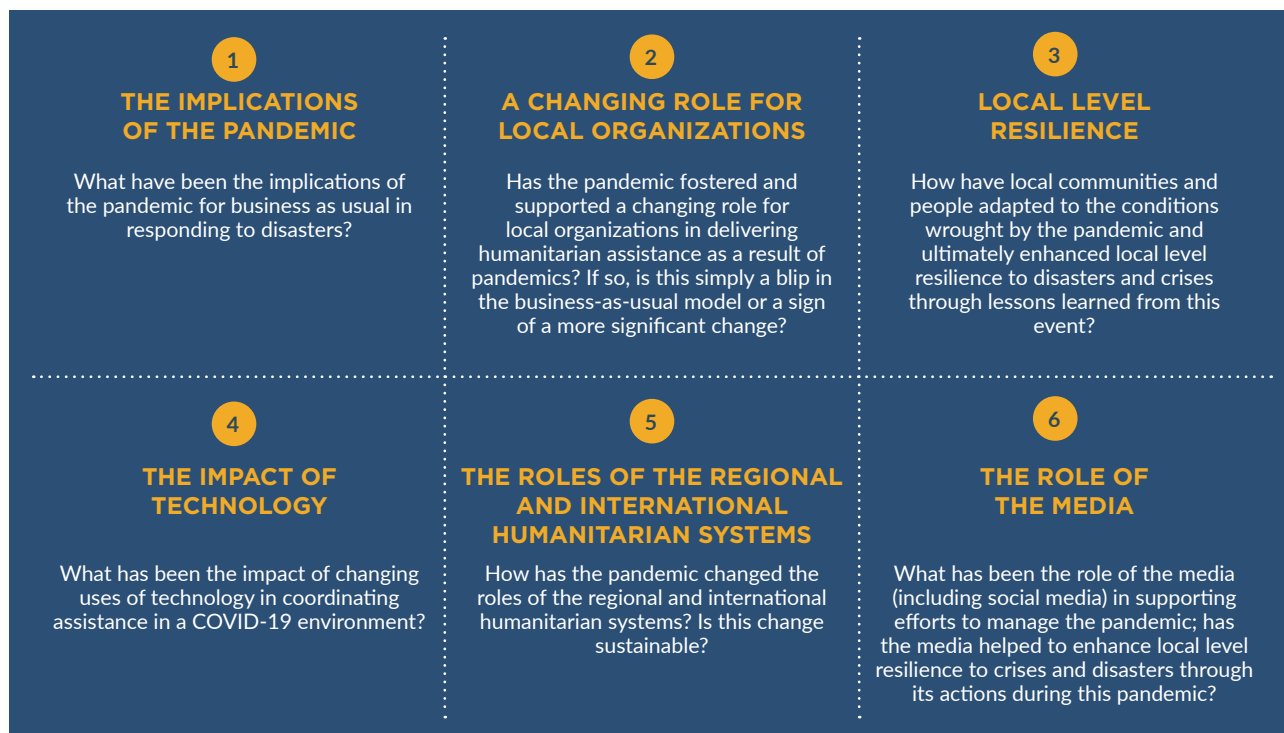 1
THE IMPLICATIONS
OF THE PANDEMIC
What have been the implications of
the pandemic for business as usual in
responding to disasters?
2
A CHANGING ROLE FOR
LOCAL ORGANIZATIONS
Has the pandemic fostered and
supported a changing role for
local organizations in delivering
humanitarian assistance as a result of
pandemics? If so, is this simply a blip in
the business-as-usual model or a sign
of a more significant change?
3
LOCAL LEVEL
RESILIENCE
How have local communities and
people adapted to the conditions
wrought by the pandemic and
ultimately enhanced local level
resilience to disasters and crises
through lessons learned from this
event?
4
THE IMPACT OF
TECHNOLOGY
What has been the impact of changing
uses of technology in coordinating
assistance in a COVID-19 environment?
5
THE ROLES OF THE REGIONAL
AND INTERNATIONAL
HUMANITARIAN SYSTEMS
How has the pandemic changed the
roles of the regional and international
humanitarian systems? Is this change
sustainable?
6
THE ROLE OF
THE MEDIA
What has been the role of the media
(including social media) in supporting
efforts to manage the pandemic; has
the media helped to enhance local level
resilience to crises and disasters through
its actions during this pandemic?